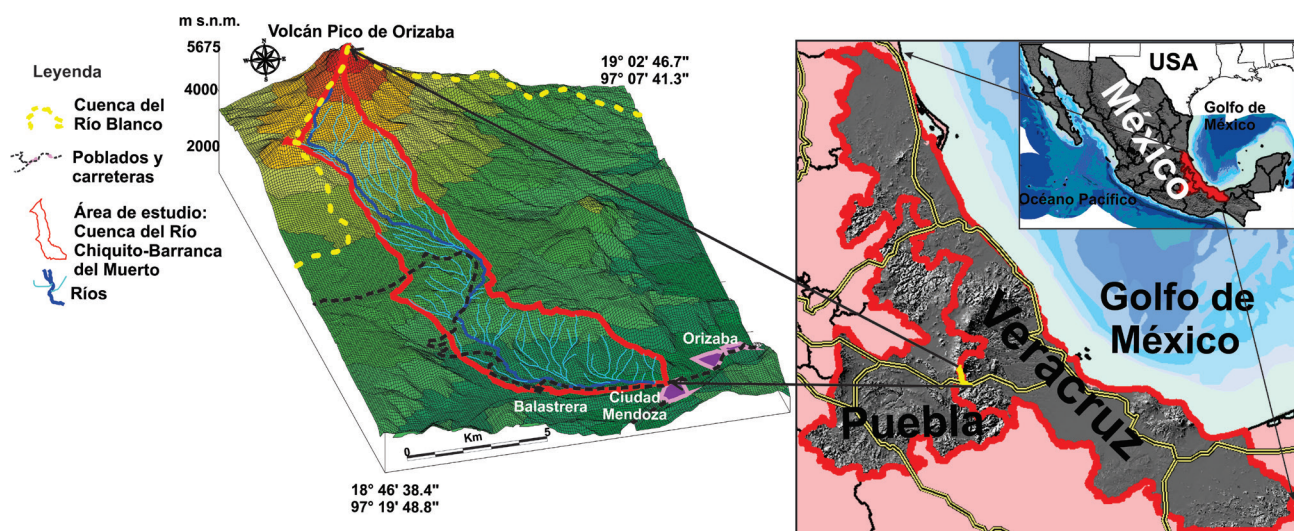 m s.n.m.
5675
4000
2000
Volcán Pico de Orizaba
19° 02' 46.7"
97° 07' 41.3"
Leyenda
Cuenca del
Río Blanco
Poblados y
carreteras
Área de estudio:
Cuenca del Río
Chiquito-Barranca
del Muerto
Ríos
Orizaba
Ciudad
Mendoza
Balastrera
Km
0
5
18° 46' 38.4"
97° 19' 48.8"
USA
México
Golfo de
México
Océano Pacífico
Golfo de
México
Veracruz
Puebla